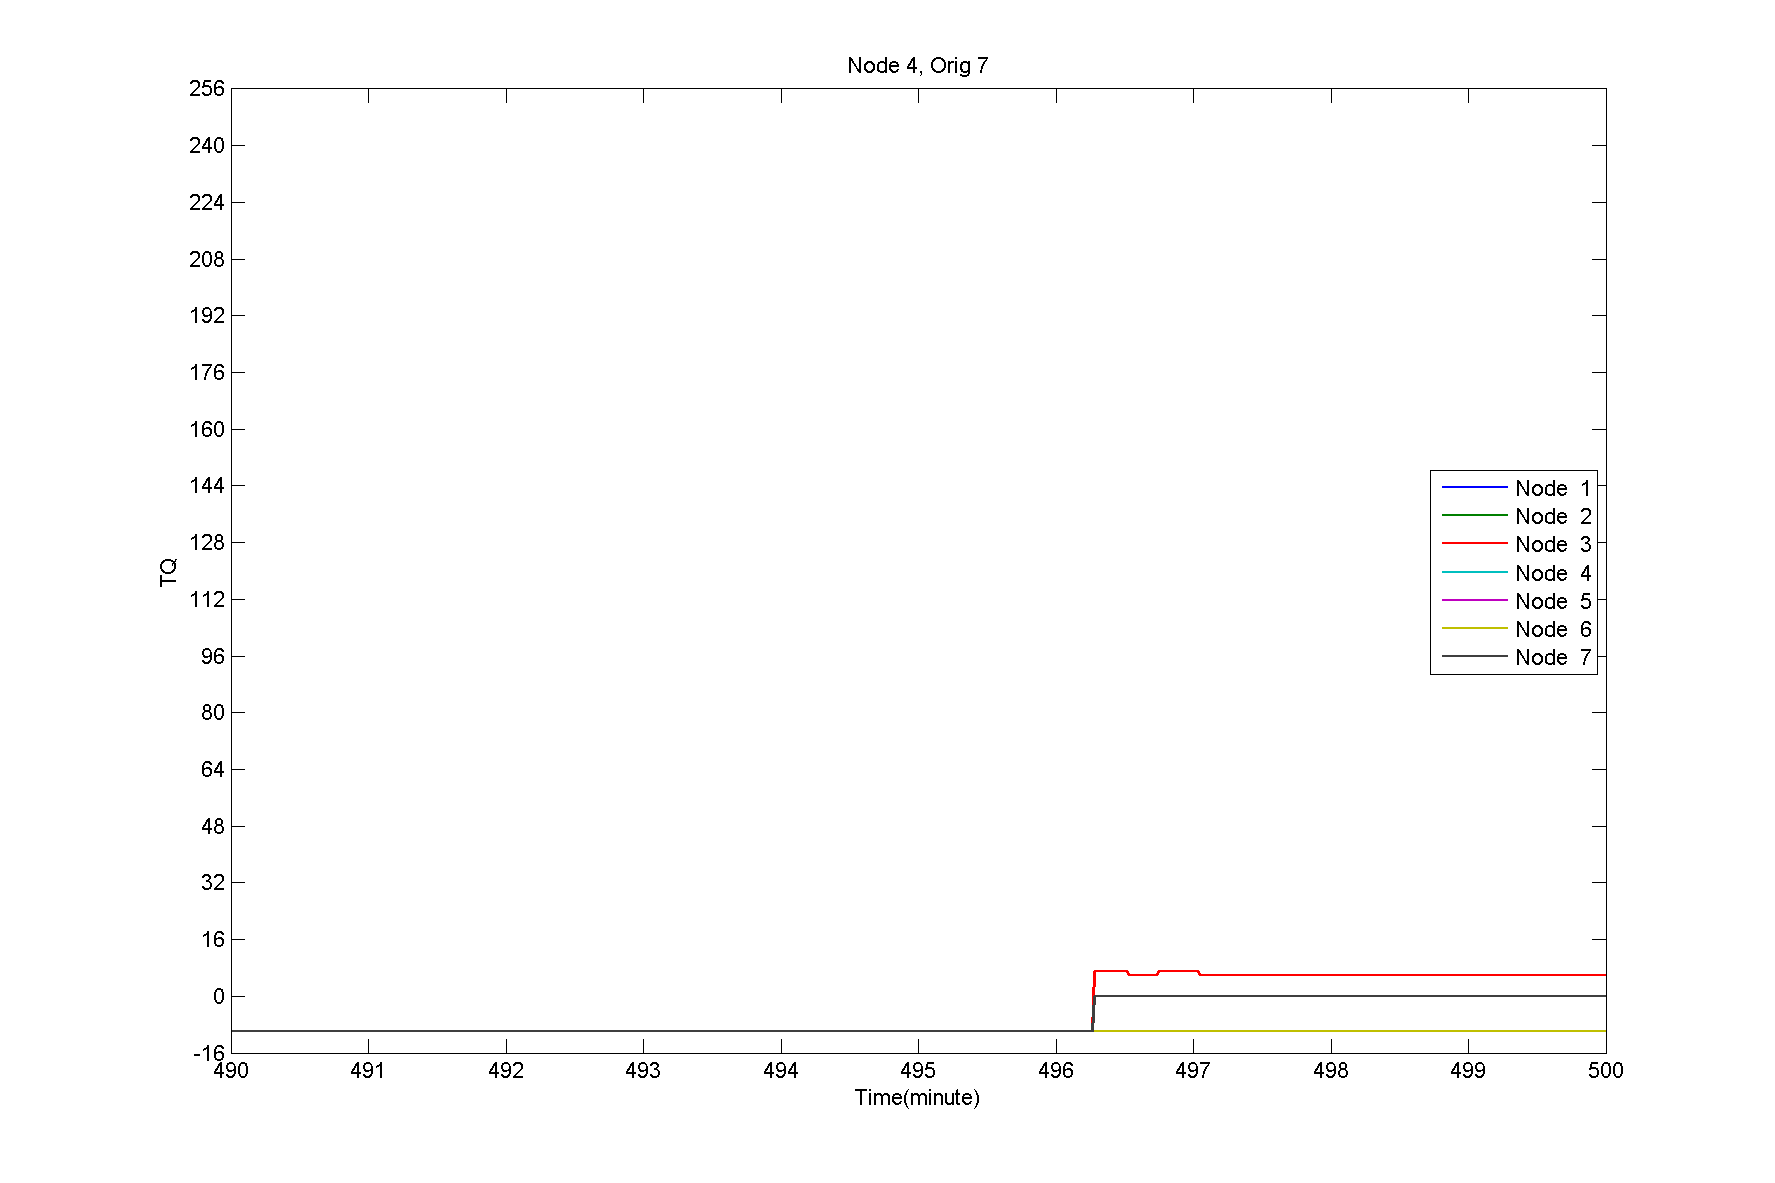 Node 4, Orig 7
256
240
224
208
192
176
160
144
128
112
96
80
64
48
32
16
0
-16
TQ
Node 1
Node 2
Node 3
Node 4
Node 5
Node 6
Node 7
490 491 492 493 494 495 496 497 498 499 500
Time(minute)